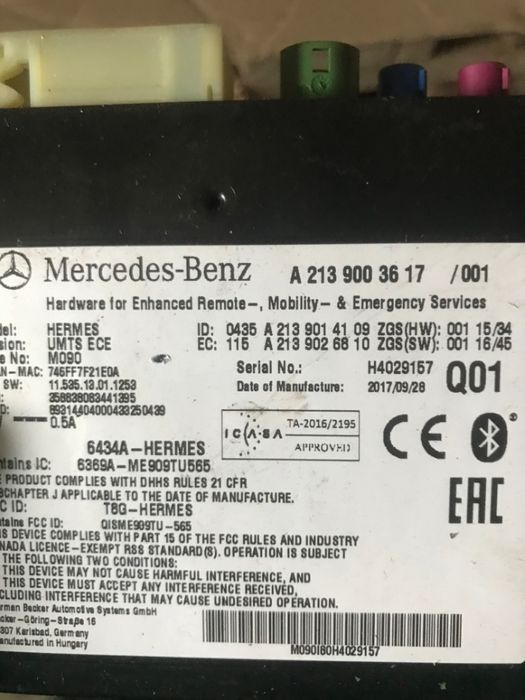 Mercedes-Benz A 213 900 36 17 /001
Hardware for Enhanced Remote-, Mobility- & Emergency Services
del: HERMES ID: 0435 A 213 901 41 09 ZGS(HW): 001 15/34
sion: UMTS ECE EC: 115 A 213 902 68 10 ZGS(SW): 001 16/45
e No: M090 Serial No.: H4029157 Q01
N-MAC: 746FF7F21E0A
SW: 11.535.13.01.1253 Date of Manufacture: 2017/09/28
: 358838083441395
D: 89314404000433250439
0.5A
ICASA TA-2016/2195
APPROVED
CE
EAC
6434A-HERMES
tains IC: 6369A-ME909TU565
E PRODUCT COMPLIES WITH DHHS RULES 21 CFR
BCHAPTER J APPLICABLE TO THE DATE OF MANUFACTURE.
C ID: T8G-HERMES
tains FCC ID: QISME909TU-565
S DEVICE COMPLIES WITH PART 15 OF THE FCC RULES AND INDUSTRY
NADA LICENCE-EXEMPT RSS STANDARD(S). OPERATION IS SUBJECT
THE FOLLOWING TWO CONDITIONS:
THIS DEVICE MAY NOT CAUSE HARMFUL INTERFERENCE, AND
THIS DEVICE MUST ACCEPT ANY INTERFERENCE RECEIVED,
CLUDING INTERFERENCE THAT MAY CAUSE UNDESIRED OPERATION.
rman Becker Automotive Systems GmbH
cker-Göring-Straße 16
307 Karlsbad, Germany
anufactured in Hungary
M090I80H4029157